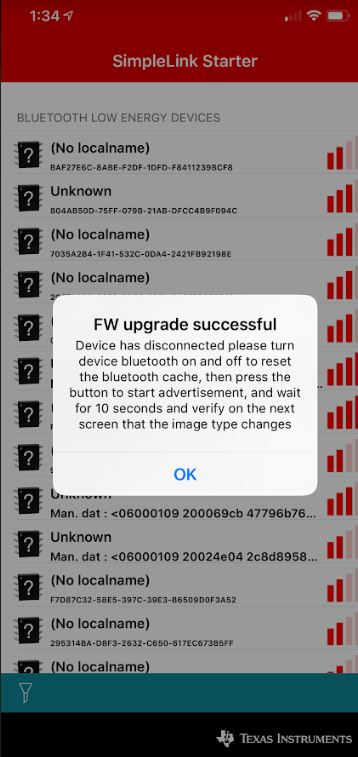 1:34
SimpleLink Starter
BLUETOOTH LOW ENERGY DEVICES
(No localname)
BAF27E6C-8ABE-F2DF-1DFD-F8411239BCF8
Unknown
B04AB50D-75FF-079B-21AB-DFCC4B9F094C
(No localname)
7035A2B4-1F41-532C-0DA4-2421FB92198E
(No localname)
FW upgrade successful
Device has disconnected please turn
device bluetooth on and off to reset
the bluetooth cache, then press the
button to start advertisement, and wait
for 10 seconds and verify on the next
screen that the image type changes
OK
Unknown
Man. dat : <06000109 200069cb 47796b76...
Unknown
Man. dat : <06000109 20024e04 2c8d8958...
(No localname)
F7D87C32-58E5-397C-39E3-B6509D0F3A52
(No localname)
295314BA-D8F3-2632-C650-617EC673B5FF
(No localname)
TEXAS INSTRUMENTS